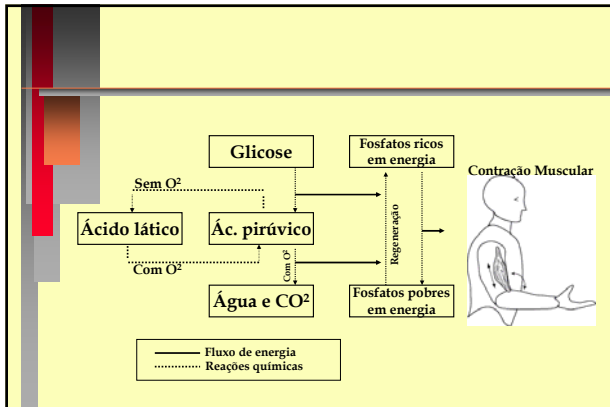 Glicose
Fosfatos ricos
em energia
Contração Muscular
Sem O²
Ácido lático
Ác. pirúvico
Regeneração
Com O²
Com O²
Água e CO²
Fosfatos pobres
em energia
Fluxo de energia
Reações químicas